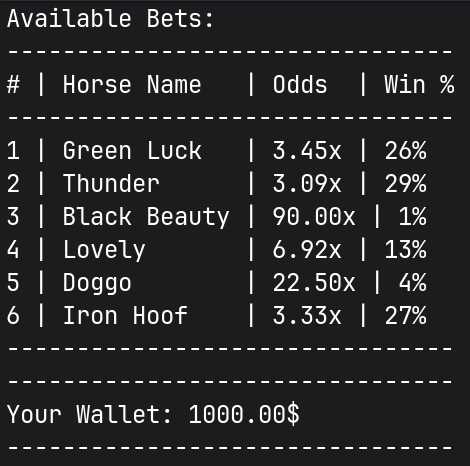 Available Bets:
--------------------------------
# | Horse Name   | Odds  | Win %
--------------------------------
1 | Green Luck   | 3.45x | 26%
2 | Thunder      | 3.09x | 29%
3 | Black Beauty | 90.00x | 1%
4 | Lovely       | 6.92x | 13%
5 | Doggo        | 22.50x | 4%
6 | Iron Hoof    | 3.33x | 27%
--------------------------------
--------------------------------
Your Wallet: 1000.00$
--------------------------------